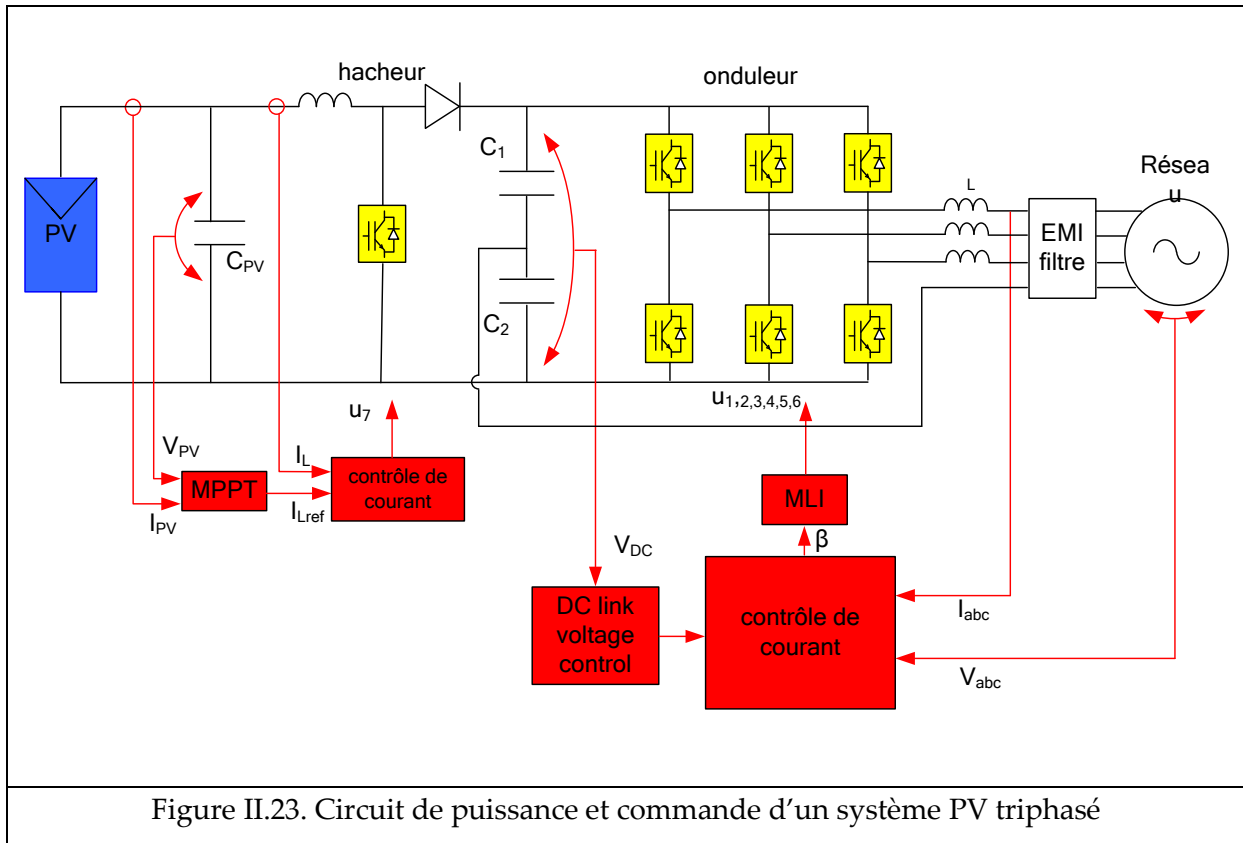 hacheur
onduleur
C1
L
Résea
u
PV
CPV
EMI
filtre
C2
u7
u1,2,3,4,5,6
VPV
IL
contrôle de
courant
MPPT
MLI
IPV
ILref
VDC
β
DC link
voltage
control
contrôle de
courant
Iabc
Vabc
Figure II.23. Circuit de puissance et commande d'un système PV triphasé